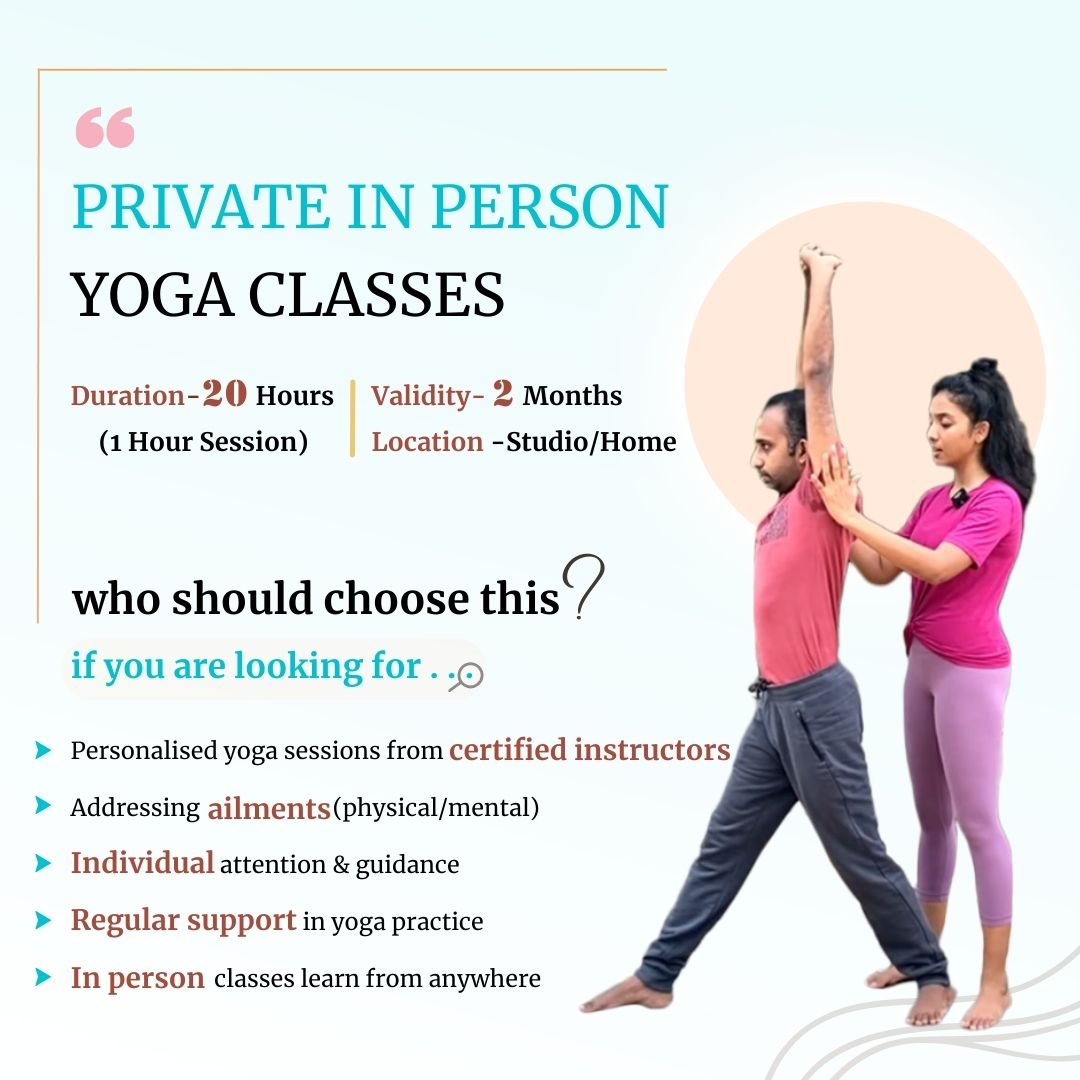 PRIVATE IN PERSON
YOGA CLASSES
Duration-20 Hours
(1 Hour Session)
Validity- 2 Months
Location -Studio/Home
who should choose this?
if you are looking for . . .
Personalised yoga sessions from certified instructors
Addressing ailments(physical/mental)
Individual attention & guidance
Regular support in yoga practice
In person classes learn from anywhere